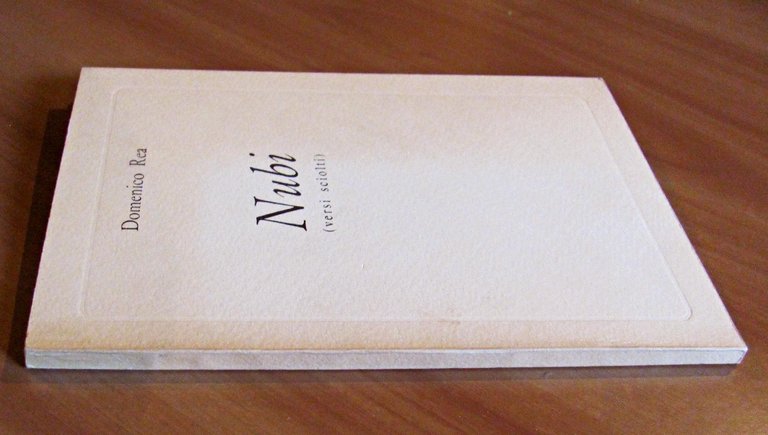 Domenico Rea
Nubi
(versi sciolti)